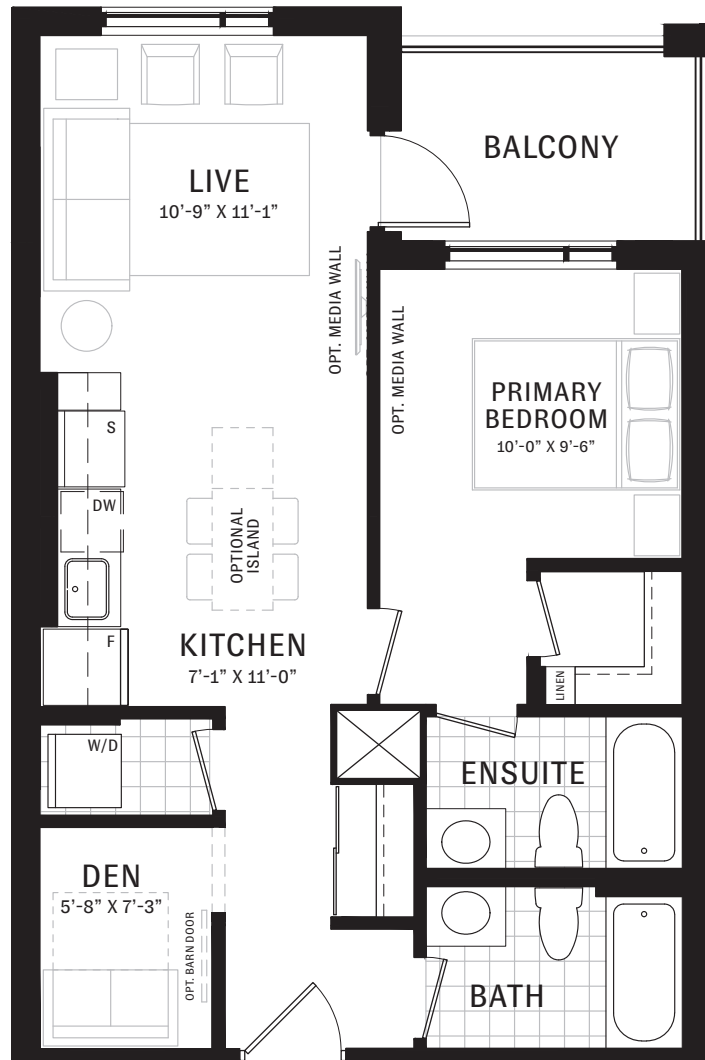 BALCONY
LIVE
10’-9” X 11’-1”
OPT. MEDIA WALL
OPT. MEDIA WALL
PRIMARY
BEDROOM
10’-0” X 9’-6”
S
DW
OPTIONAL
ISLAND
F
KITCHEN
7’-1” X 11’-0”
LINEN
W/D
ENSUITE
DEN
5’-8” X 7’-3”
OPT. BARN DOOR
BATH